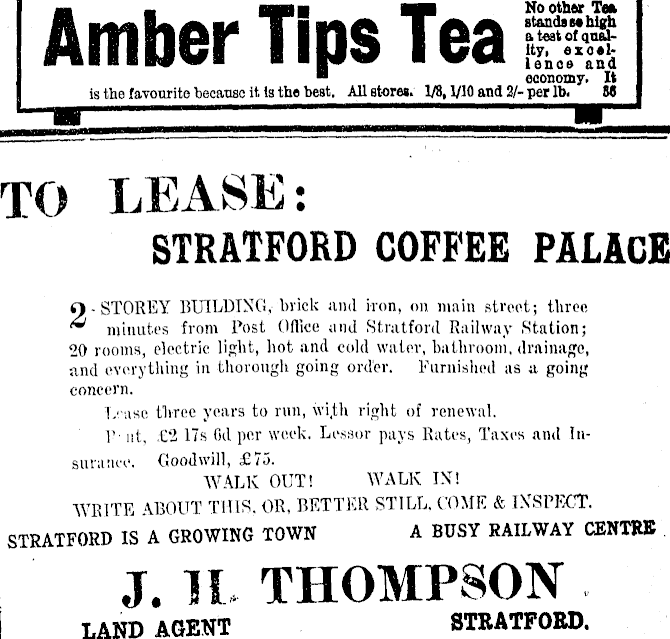 Amber Tips Tea
No other Tea
stands so high
a test of qual-
ity, excel-
lence and
economy. It
is the favourite because it is the best. All stores. 1/8, 1/10 and 2/- per lb. 86
TO LEASE:
STRATFORD COFFEE PALACE
2-STOREY BUILDING, brick and iron, on main street; three
minutes from Post Office and Stratford Railway Station;
20 rooms, electric light, hot and cold water, bathroom, drainage,
and everything in thorough going order. Furnished as a going
concern.
Lease three years to run, with right of renewal.
Rent, £2 17s 6d per week. Lessor pays Rates, Taxes and In-
surance. Goodwill, £75.
WALK OUT! WALK IN!
WRITE ABOUT THIS, OR, BETTER STILL, COME & INSPECT.
STRATFORD IS A GROWING TOWN A BUSY RAILWAY CENTRE
J. H. THOMPSON
LAND AGENT STRATFORD.